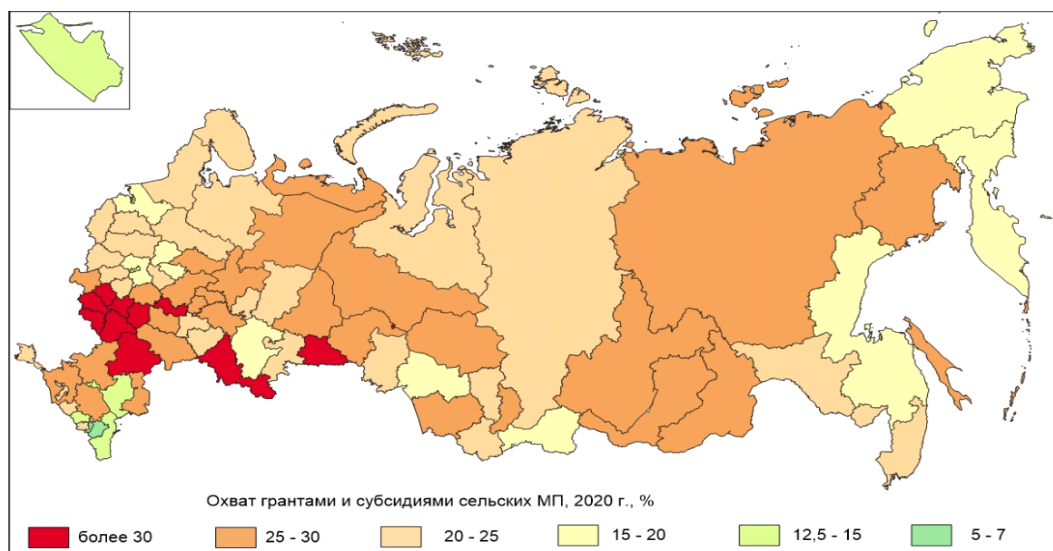 Охват грантами и субсидиями сельских МП, 2020 г., %
более 30 25 - 30 20 - 25 15 - 20 12,5 - 15 5 - 7